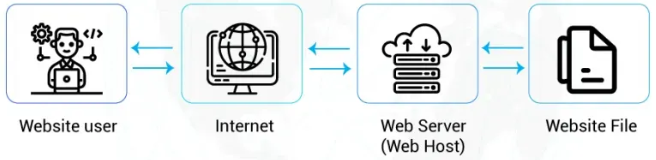 Website user
Internet
Web Server
(Web Host)
Website File